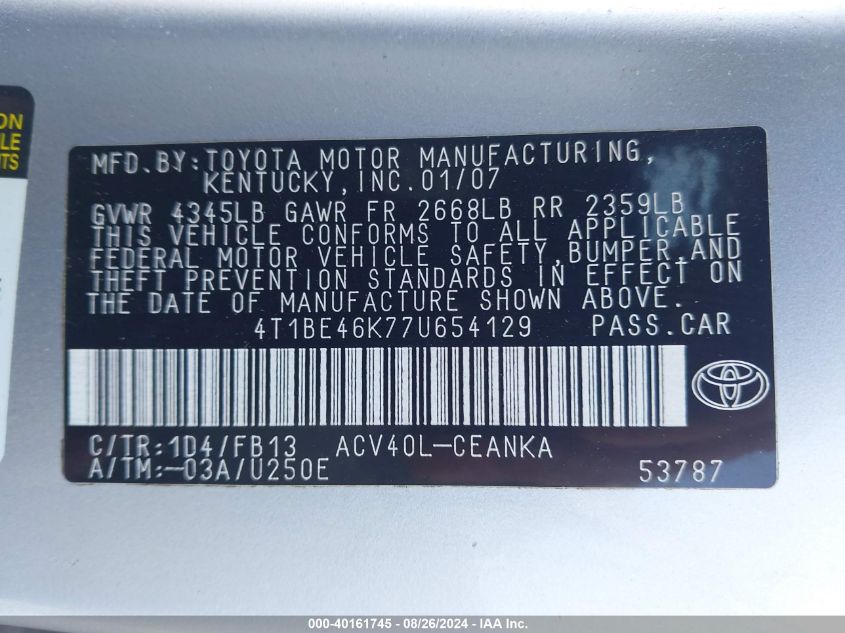 ON
LE
TS
MFD.BY:TOYOTA MOTOR MANUFACTURING,
KENTUCKY,INC.01/07
GVWR 4345LB GAWR FR 2668LB RR 2359LB
THIS VEHICLE CONFORMS TO ALL APPLICABLE
FEDERAL MOTOR VEHICLE SAFETY,BUMPER,AND
THEFT PREVENTION STANDARDS IN EFFECT ON
THE DATE OF MANUFACTURE SHOWN ABOVE.
4T1BE46K77U654129 PASS.CAR
C/TR:1D4/FB13 ACV40L-CEANKA
A/TM:-03A/U250E 53787
000-40161745 - 08/26/2024 - IAA Inc.